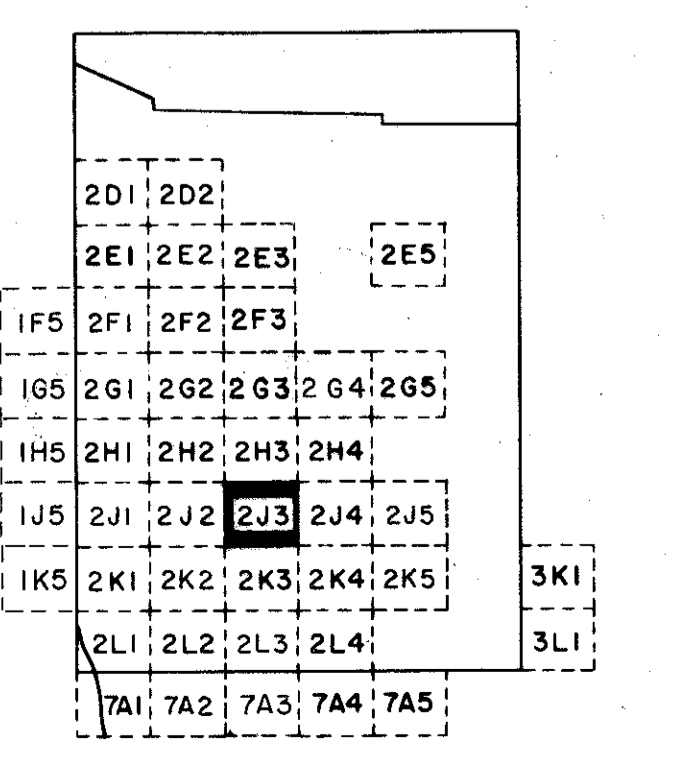 2D1 2D2
2E1 2E2 2E3 2E5
1F5 2F1 2F2 2F3
1G5 2G1 2G2 2G3 2G4 2G5
1H5 2H1 2H2 2H3 2H4
1J5 2J1 2J2 2J3 2J4 2J5
1K5 2K1 2K2 2K3 2K4 2K5 3K1
2L1 2L2 2L3 2L4 3L1
7A1 7A2 7A3 7A4 7A5